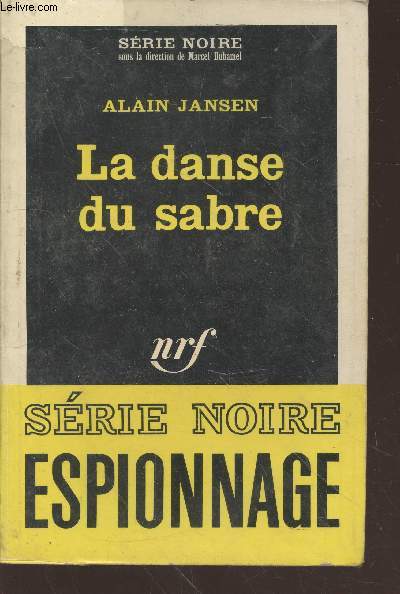 Le-livre.com
SÉRIE NOIRE
sous la direction de Marcel Duhamel
ALAIN JANSEN
La danse
du sabre
nrf
SÉRIE NOIRE
ESPIONNAGE